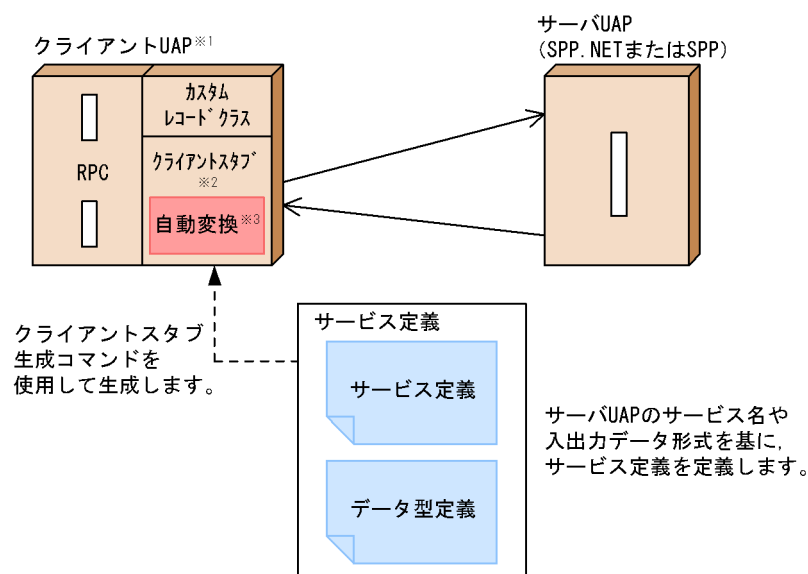 クライアントUAP※1
サーバUAP
(SPP.NETまたはSPP)
カスタム
レコードクラス
RPC
クライアントスタブ
※2
自動変換※3
クライアントスタブ
生成コマンドを
使用して生成します。
サービス定義
サービス定義
データ型定義
サーバUAPのサービス名や
入出力データ形式を基に,
サービス定義を定義します。